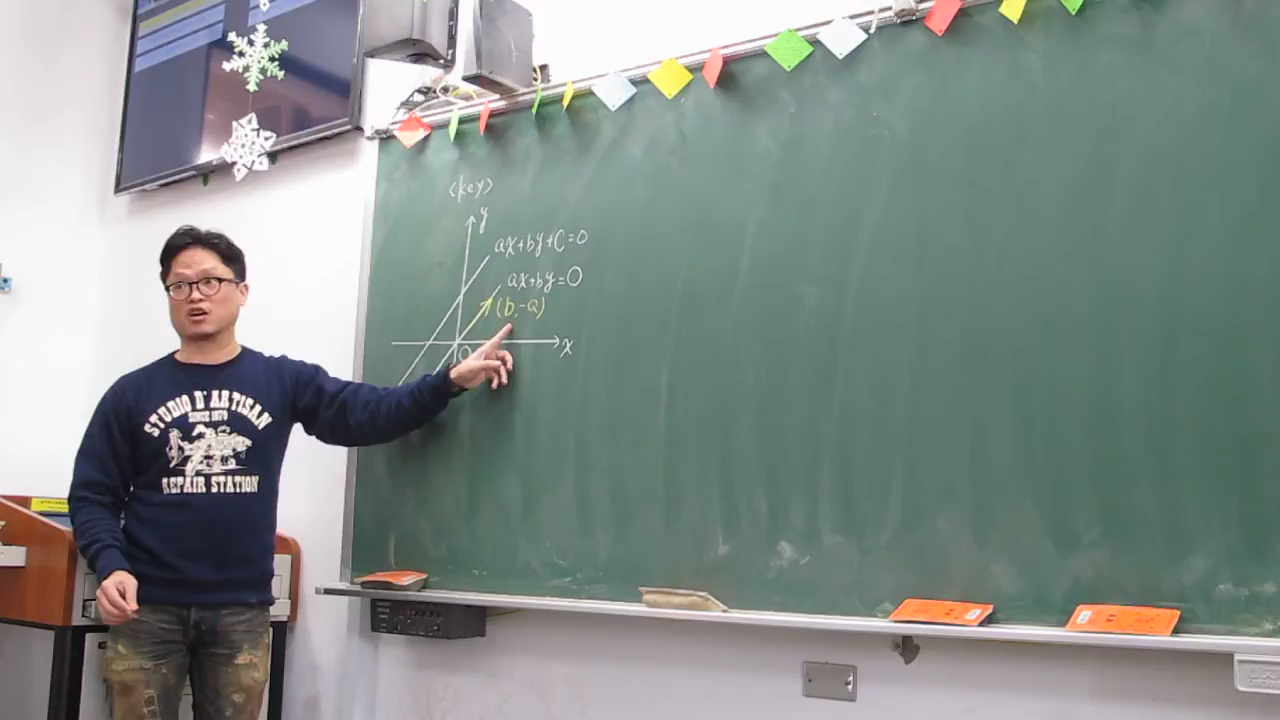 <key>
y
ax+by+c=0
ax+by=0
(b,-a)
x
O
STUDIO D'ARTISAN
SINCE 1979
REPAIR STATION